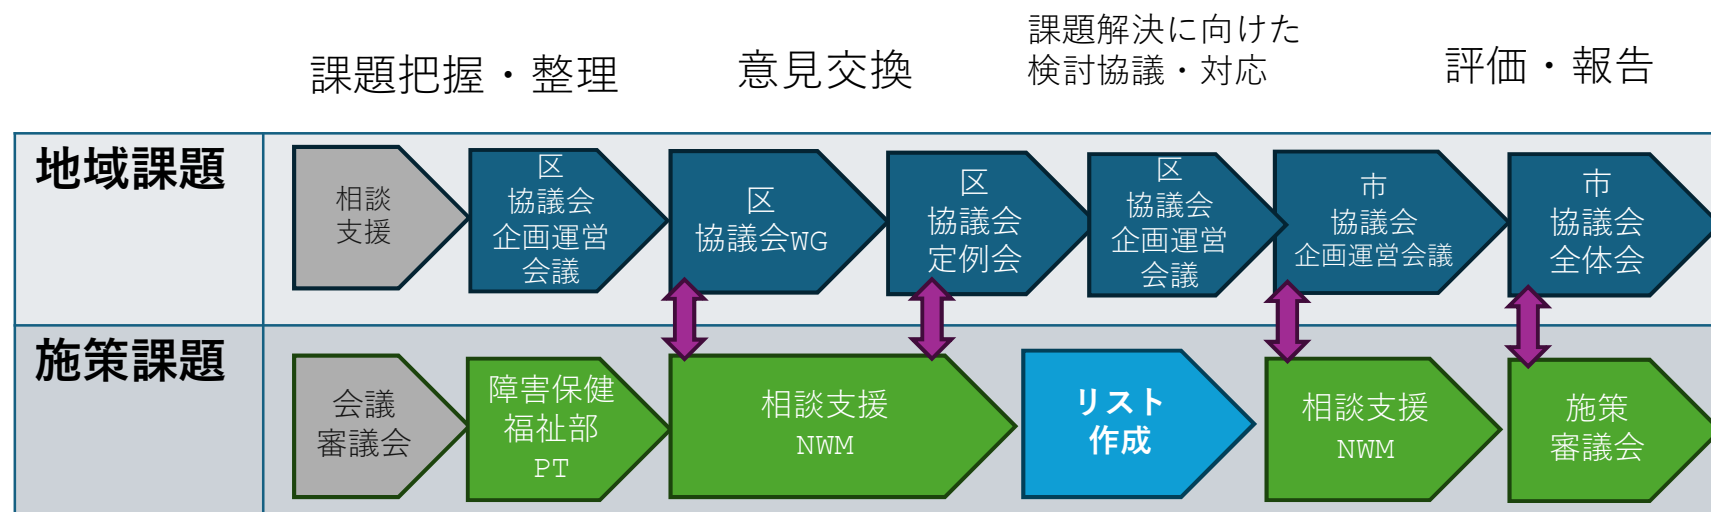 課題把握・整理
意見交換
課題解決に向けた
検討協議・対応
評価・報告
地域課題
相談
支援
区
協議会
企画運営
会議
区
協議会WG
区
協議会
定例会
区
協議会
企画運営
会議
市
協議会
企画運営会議
市
協議会
全体会
施策課題
会議
審議会
障害保健
福祉部
PT
相談支援
NWM
リスト
作成
相談支援
NWM
施策
審議会